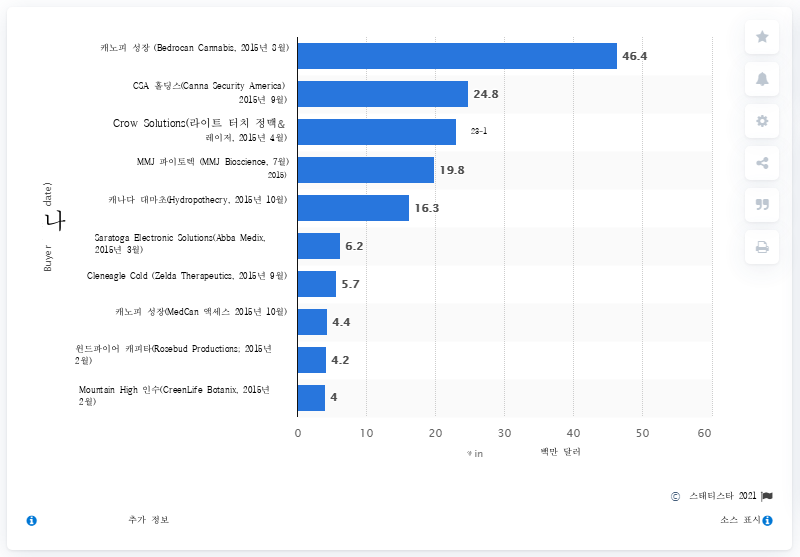 캐노피 성장 (Bedrocan Cannabis, 2015년 8월)
46.4
CSA 홀딩스(Canna Security America)
2015년 9월)
24.8
Crow Solutions(라이트 터치 정맥&
레이저, 2015년 4월)
23-1
MMJ 파이토텍 (MMJ Bioscience, 7월)
2015)
19.8
캐나다 대마초(Hydropothecry, 2015년 10월)
16.3
Saratoga Electronic Solutions(Abba Medix,
2015년 3월)
6.2
Cleneagle Cold (Zelda Therapeutics, 2015년 9월)
5.7
캐노피 성장(MedCan 액세스 2015년 10월)
4.4
윈드파이어 캐피타(Rosebud Productions; 2015년
2월)
4.2
Mountain High 인수(CreenLife Botanix, 2015년
2월)
4
Buyer 나 date)
0 10 20 30 40 50 60
in 백만 달러
© 스태티스타 2021
추가 정보
소스 표시